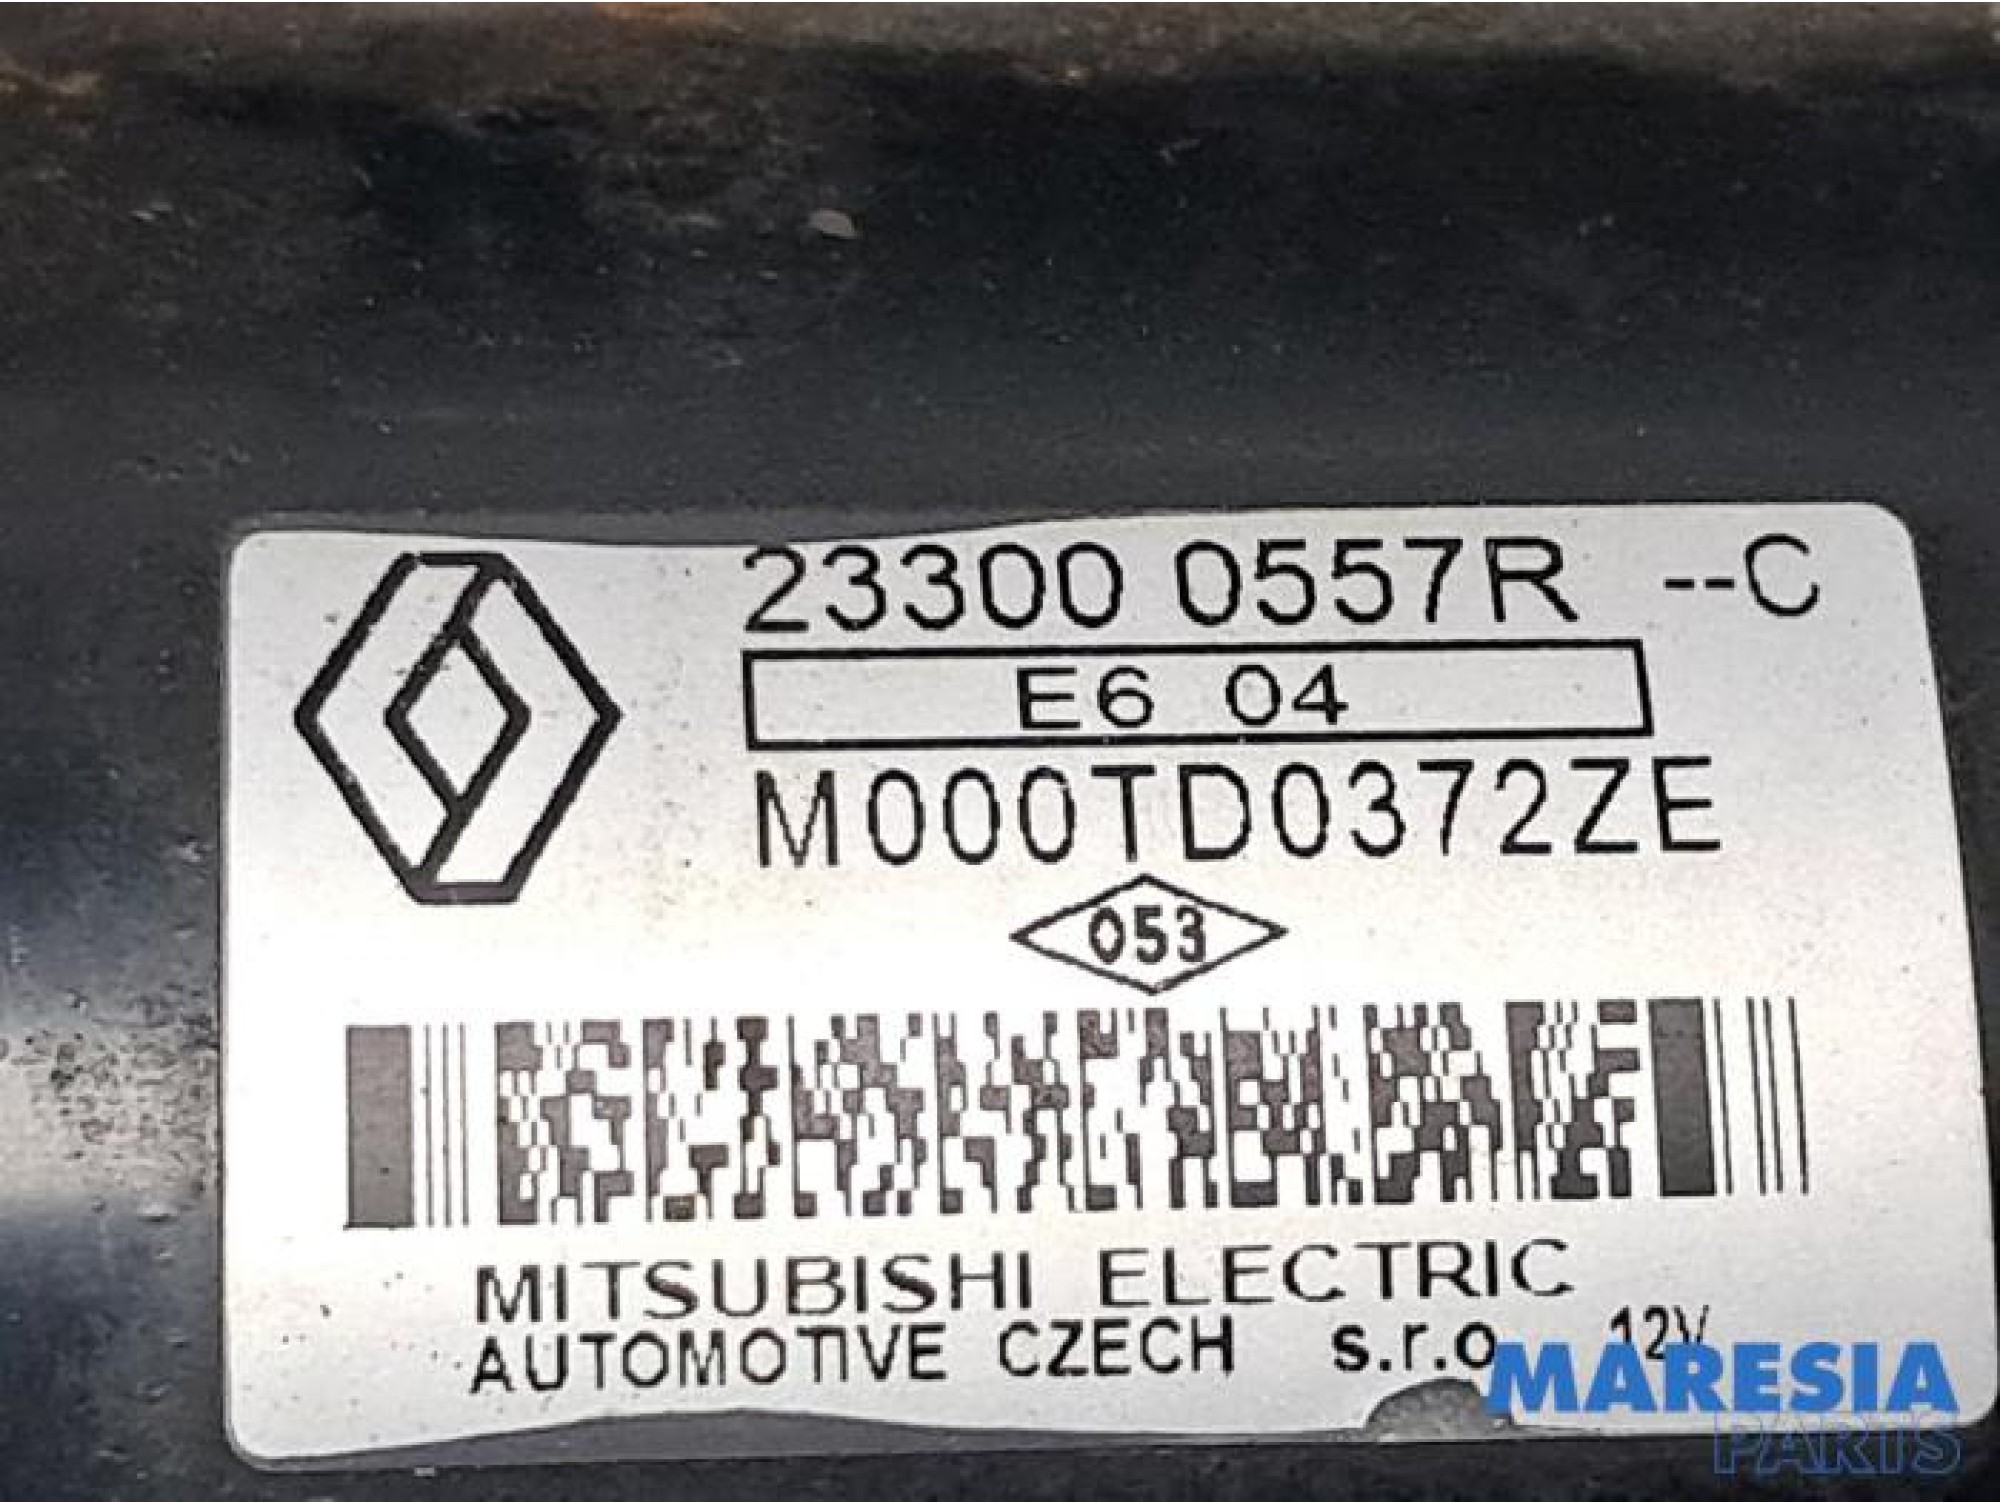 23300 0557R --C
E6 04
M000TD0372ZE
053
MITSUBISHI ELECTRIC
AUTOMOTIVE CZECH s.r.o 12V
MARESIA
PARTS